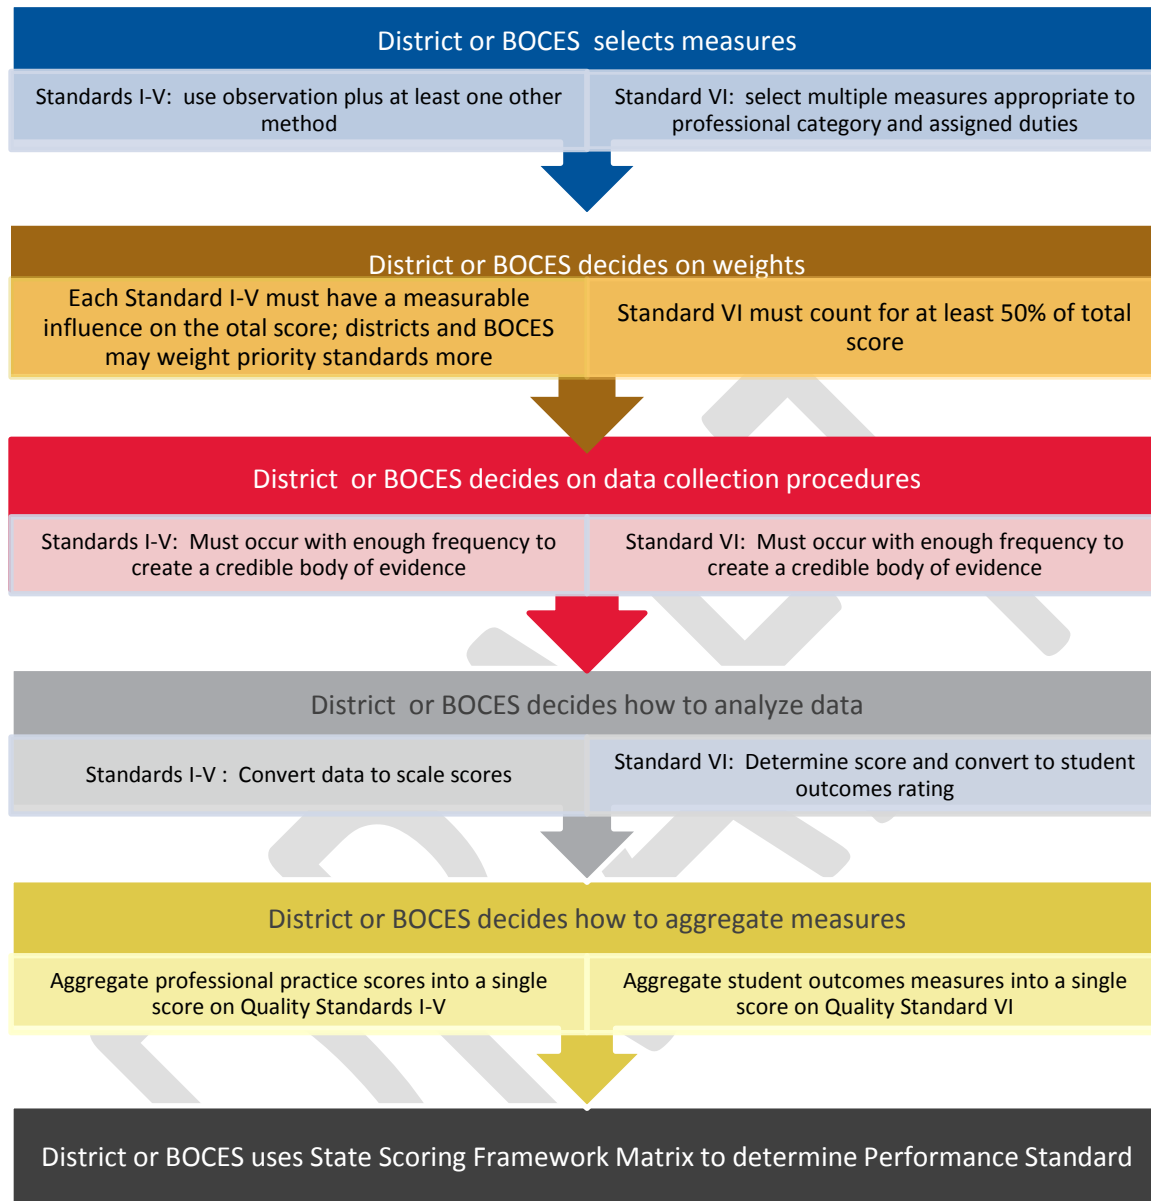 District or BOCES selects measures
Standards I-V: use observation plus at least one other
method
Standard VI: select multiple measures appropriate to
professional category and assigned duties
District or BOCES decides on weights
Each Standard I-V must have a measurable
influence on the otal score; districts and BOCES
may weight priority standards more
Standard VI must count for at least 50% of total
score
District or BOCES decides on data collection procedures
Standards I-V: Must occur with enough frequency to
create a credible body of evidence
Standard VI: Must occur with enough frequency to
create a credible body of evidence
District or BOCES decides how to analyze data
Standards I-V : Convert data to scale scores
Standard VI: Determine score and convert to student
outcomes rating
District or BOCES decides how to aggregate measures
Aggregate professional practice scores into a single
score on Quality Standards I-V
Aggregate student outcomes measures into a single
score on Quality Standard VI
District or BOCES uses State Scoring Framework Matrix to determine Performance Standard